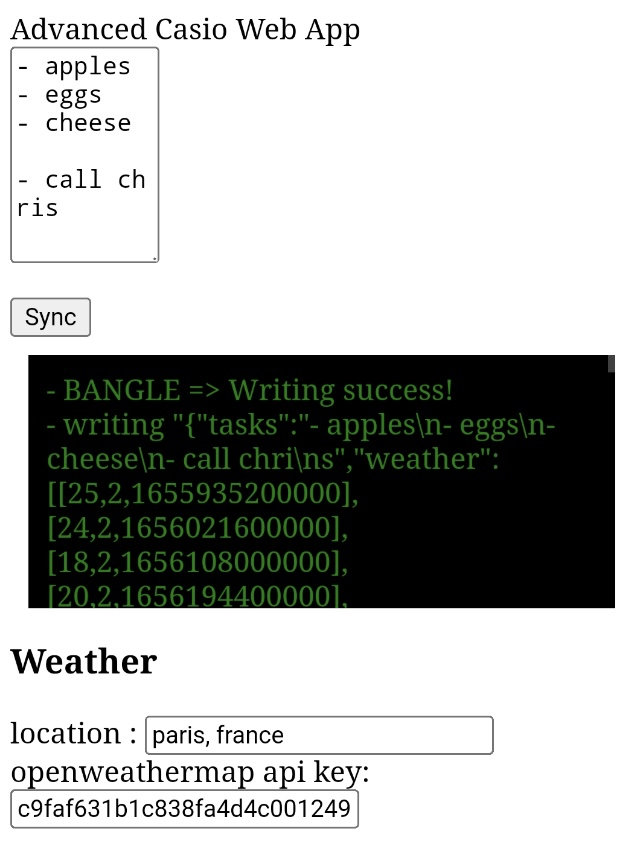 Advanced Casio Web App
- apples
- eggs
- cheese
- call ch
ris
Sync
- BANGLE => Writing success!
- writing "{"tasks":"- apples\n- eggs\n-
cheese\n- call chri\ns","weather":
[[25,2,1655935200000],
[24,2,1656021600000],
[18,2,1656108000000],
[20,2,1656194400000],
Weather
location : paris, france
openweathermap api key:
c9faf631b1c838fa4d4c001249